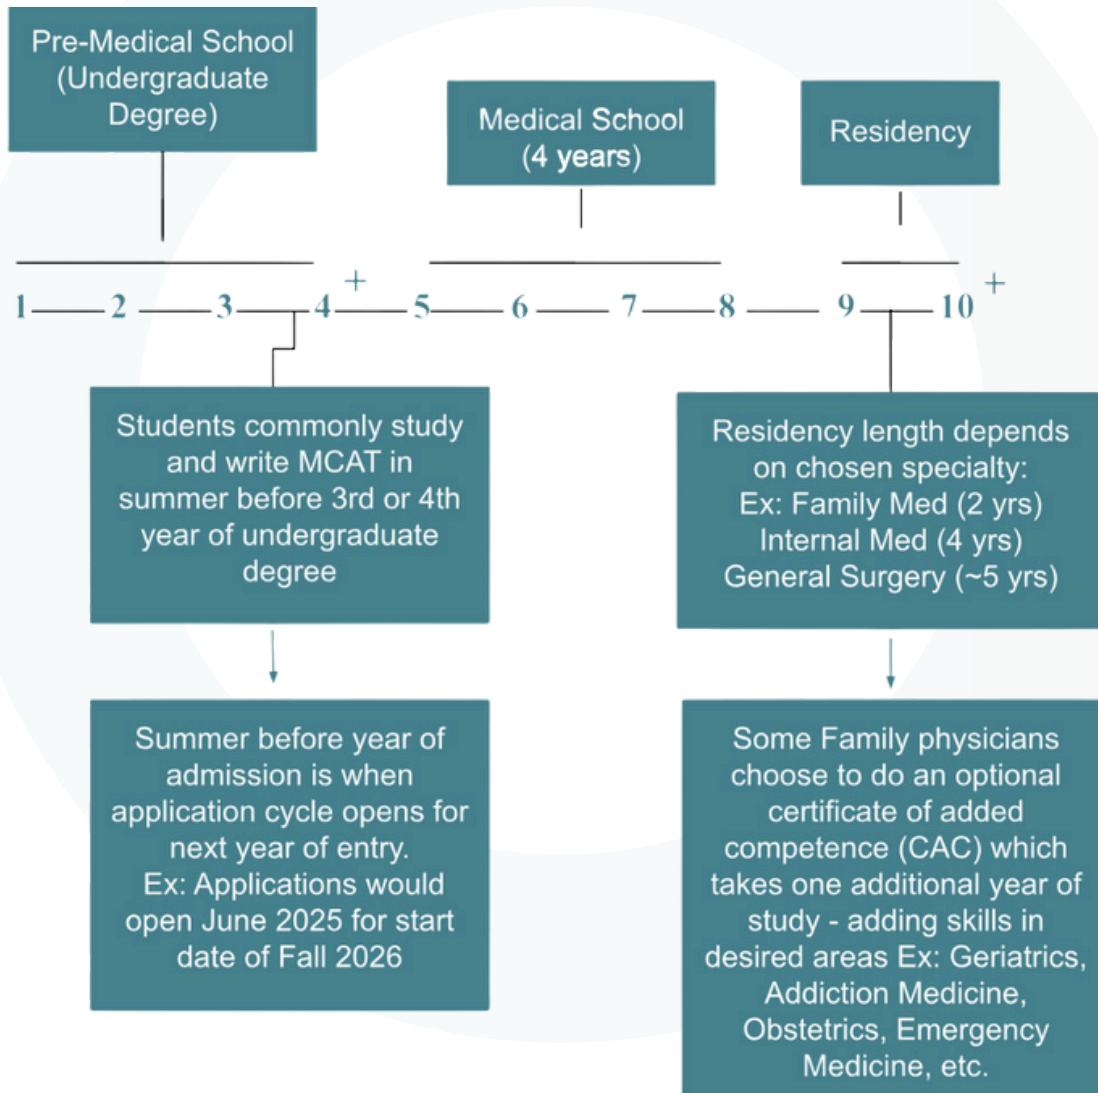 Pre-Medical School
(Undergraduate
Degree)
Medical School
(4 years)
Residency
1 2 3 4 + 5 6 7 8 9 10 +
Students commonly study
and write MCAT in
summer before 3rd or 4th
year of undergraduate
degree
Residency length depends
on chosen specialty:
Ex: Family Med (2 yrs)
Internal Med (4 yrs)
General Surgery (~5 yrs)
Summer before year of
admission is when
application cycle opens for
next year of entry.
Ex: Applications would
open June 2025 for start
date of Fall 2026
Some Family physicians
choose to do an optional
certificate of added
competence (CAC) which
takes one additional year of
study - adding skills in
desired areas Ex: Geriatrics,
Addiction Medicine,
Obstetrics, Emergency
Medicine, etc.